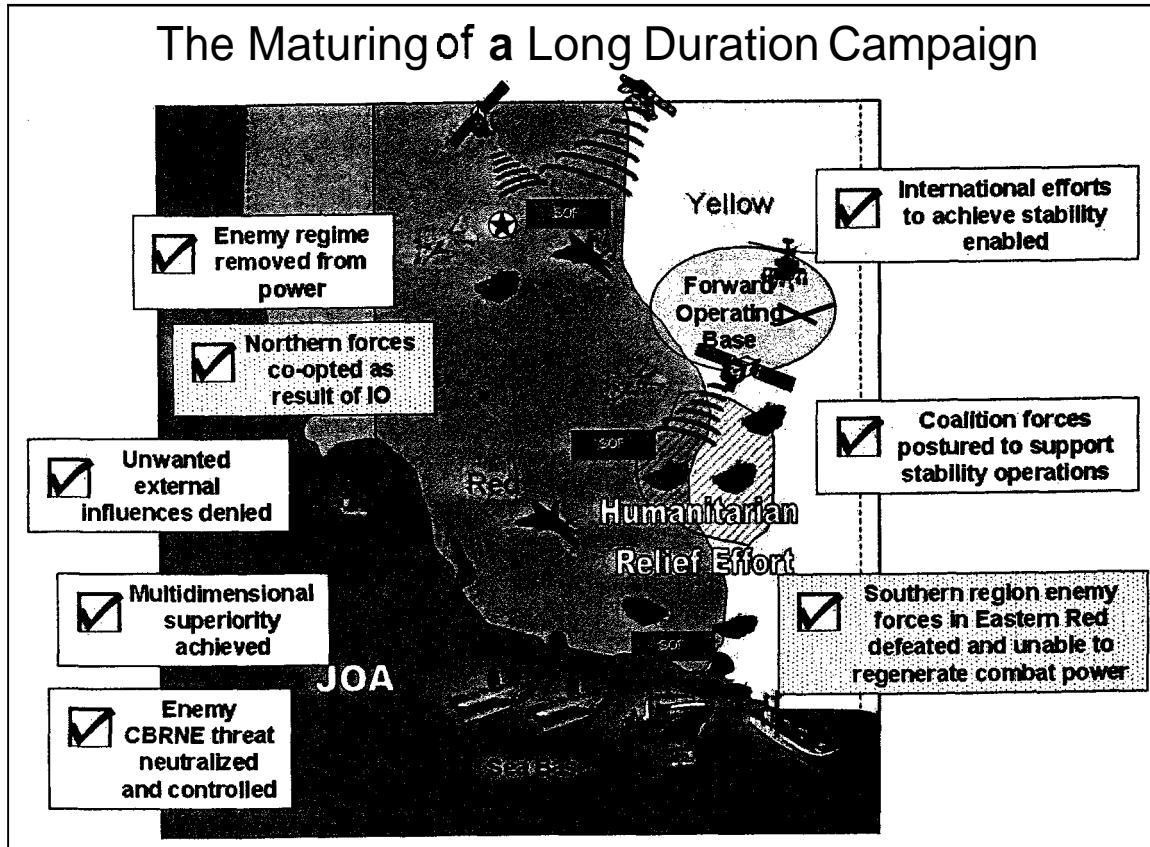 The Maturing of a Long Duration Campaign
Enemy regime
removed from
power
Northern forces
co-opted as
result of IO
Unwanted
external
influences denied
Multidimensional
superiority
achieved
Enemy
CBRNE threat
neutralized
and controlled
SOF
Yellow
Forward
Operating
Base
SOF
Red
Humanitarian
Relief Effort
SOF
JOA
Sea Base
International efforts
to achieve stability
enabled
Coalition forces
postured to support
stability operations
Southern region enemy
forces in Eastern Red
defeated and unable to
regenerate combat power